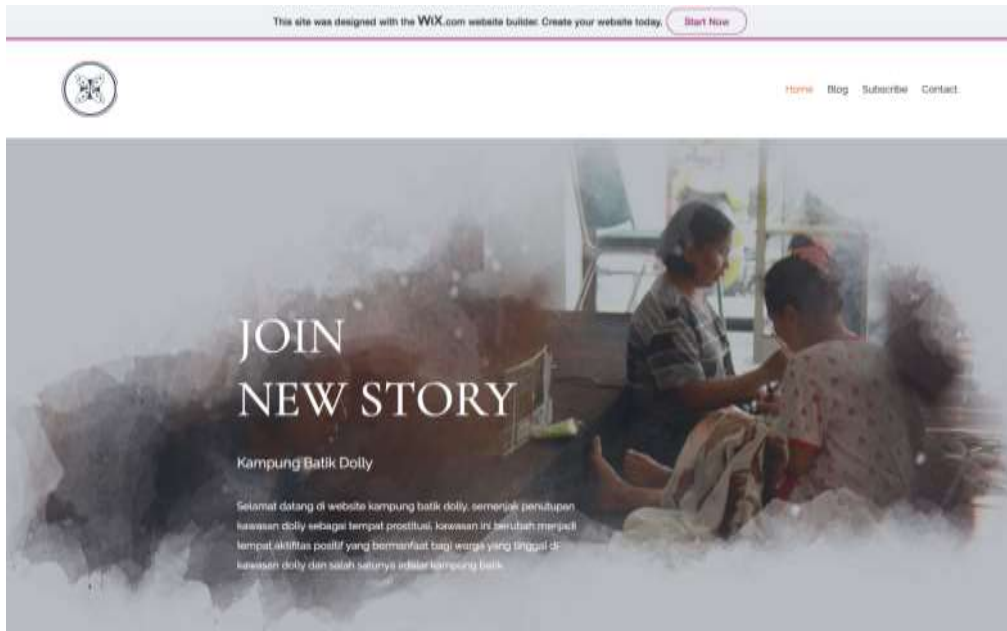 This site was designed with the WiX.com website builder. Create your website today. Start Now
Home Blog Subscribe Contact
JOIN
NEW STORY
Kampung Batik Dolly
Selamat datang di website kampung batik dolly, semenjak penutupan
kawasan dolly sebagai tempat prostitusi, kawasan ini berubah menjadi
tempat aktifitas positif yang bermanfaat bagi warga yang tinggal di
kawasan dolly dan salah satunya adalah kampung batik